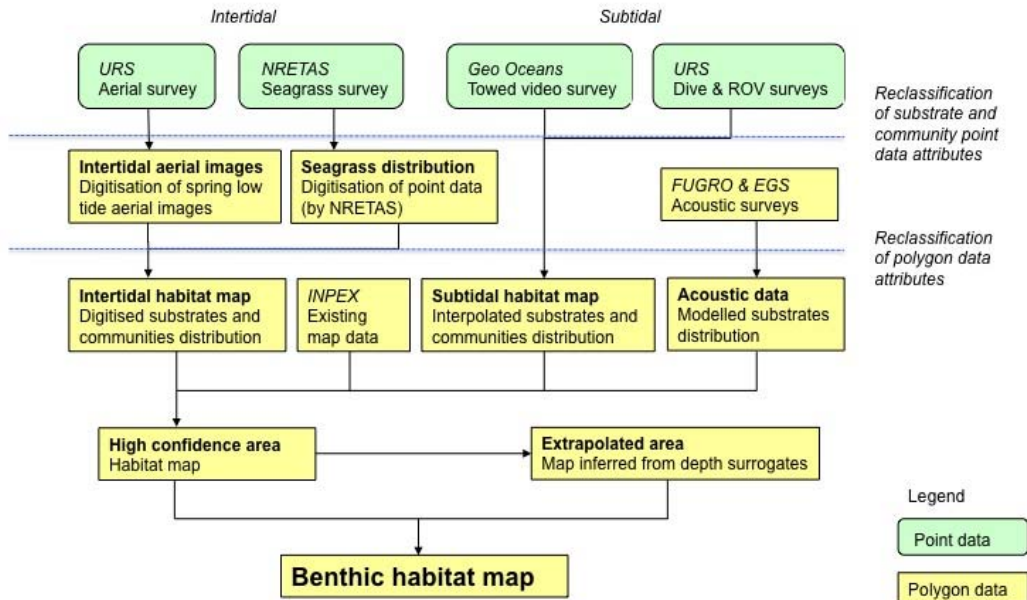 Intertidal
Subtidal
URS
Aerial survey
NRETAS
Seagrass survey
Geo Oceans
Towed video survey
URS
Dive & ROV surveys
Reclassification
of substrate and
community point
data attributes
Intertidal aerial images
Digitisation of spring low
tide aerial images
Seagrass distribution
Digitisation of point data
(by NRETAS)
FUGRO & EGS
Acoustic surveys
Reclassification
of polygon data
attributes
Intertidal habitat map
Digitised substrates and
communities distribution
INPEX
Existing
map data
Subtidal habitat map
Interpolated substrates and
communities distribution
Acoustic data
Modelled substrates
distribution
High confidence area
Habitat map
Extrapolated area
Map inferred from depth surrogates
Benthic habitat map
Legend
Point data
Polygon data